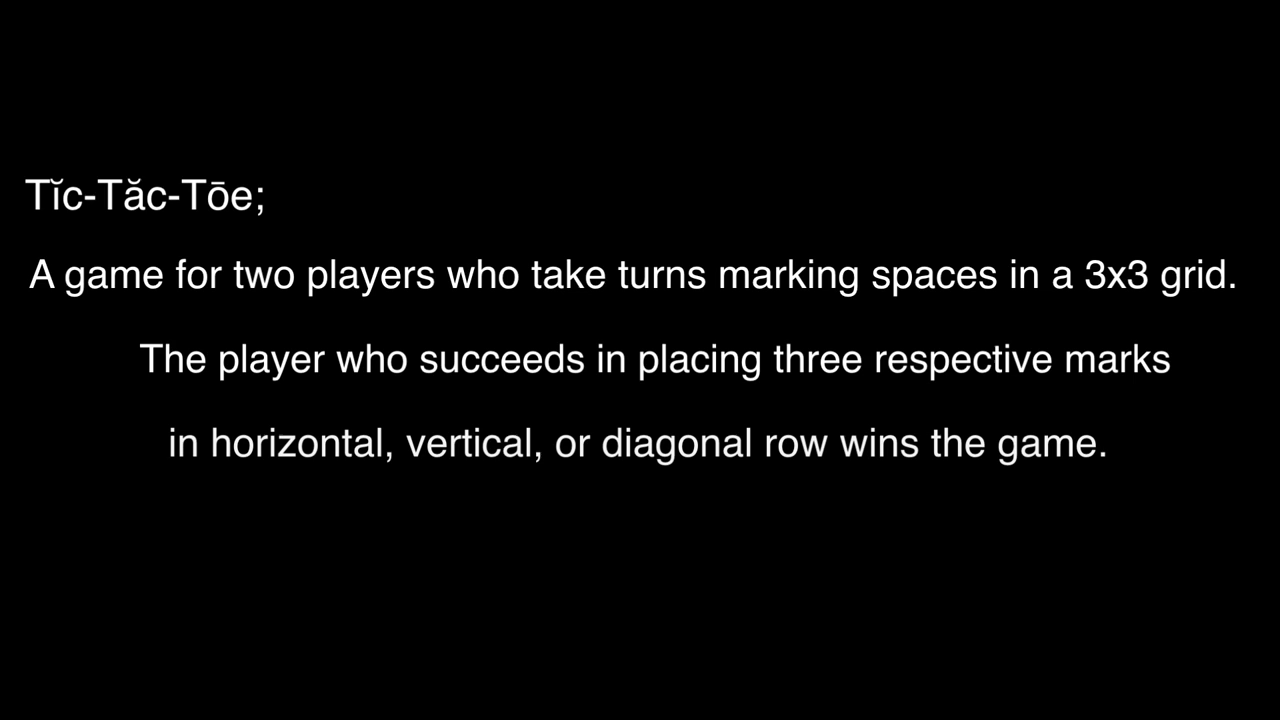 Tĭc-Tăc-Tōe;
A game for two players who take turns marking spaces in a 3x3 grid.
The player who succeeds in placing three respective marks
in horizontal, vertical, or diagonal row wins the game.